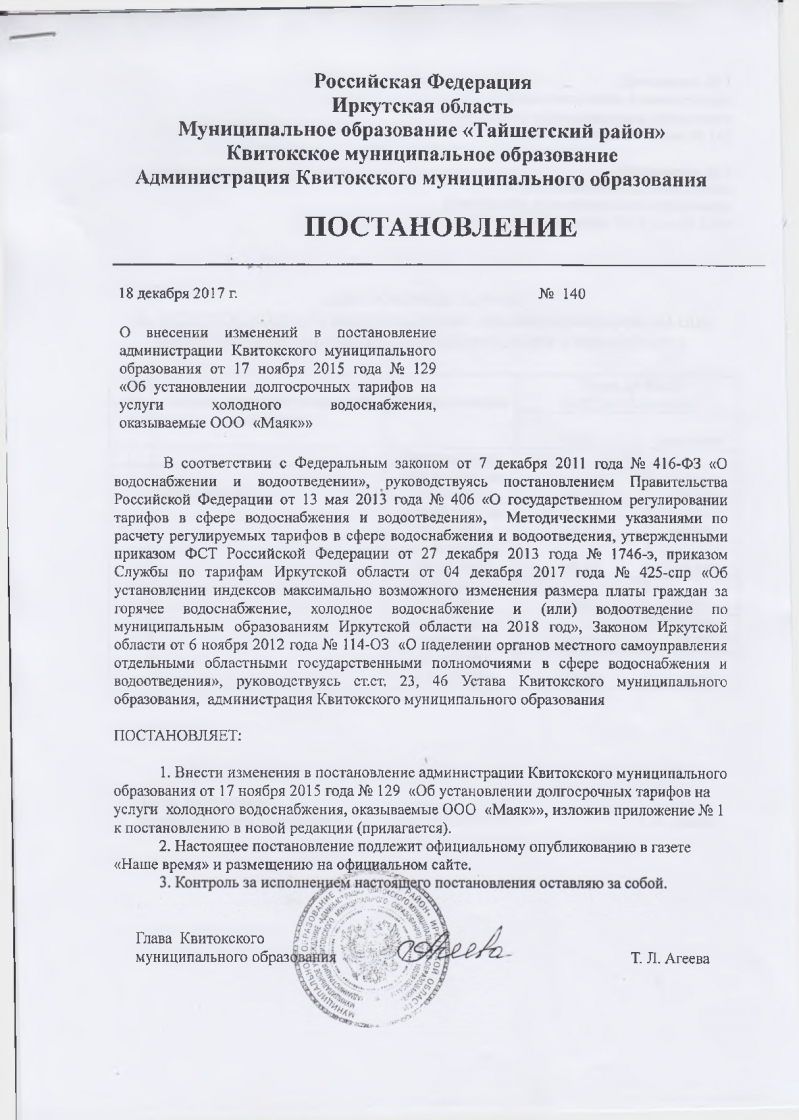 Российская Федерация
Иркутская область
Муниципальное образование «Тайшетский район»
Квитокское муниципальное образование
Администрация Квитокского муниципального образования
ПОСТАНОВЛЕНИЕ
18 декабря 2017 г. № 140
О внесении изменений в постановление
администрации Квитокского муниципального
образования от 17 ноября 2015 года № 129
«Об установлении долгосрочных тарифов на
услуги холодного водоснабжения,
оказываемые ООО «Маяк»»
В соответствии с Федеральным законом от 7 декабря 2011 года № 416-ФЗ «О
водоснабжении и водоотведении», руководствуясь постановлением Правительства
Российской Федерации от 13 мая 2013 года № 406 «О государственном регулировании
тарифов в сфере водоснабжения и водоотведения», Методическими указаниями по
расчету регулируемых тарифов в сфере водоснабжения и водоотведения, утвержденными
приказом ФСТ Российской Федерации от 27 декабря 2013 года № 1746-э, приказом
Службы по тарифам Иркутской области от 04 декабря 2017 года № 425-спр «Об
установлении индексов максимально возможного изменения размера платы граждан за
горячее водоснабжение, холодное водоснабжение и (или) водоотведение по
муниципальным образованиям Иркутской области на 2018 год», Законом Иркутской
области от 6 ноября 2012 года № 114-ОЗ «О наделении органов местного самоуправления
отдельными областными государственными полномочиями в сфере водоснабжения и
водоотведения», руководствуясь ст.ст. 23, 46 Устава Квитокского муниципального
образования, администрация Квитокского муниципального образования
ПОСТАНОВЛЯЕТ:
1. Внести изменения в постановление администрации Квитокского муниципального
образования от 17 ноября 2015 года № 129 «Об установлении долгосрочных тарифов на
услуги холодного водоснабжения, оказываемые ООО «Маяк»», изложив приложение № 1
к постановлению в новой редакции (прилагается).
2. Настоящее постановление подлежит официальному опубликованию в газете
«Наше время» и размещению на официальном сайте.
3. Контроль за исполнением настоящего постановления оставляю за собой.
Глава Квитокского
муниципального образования Агеева Т. Л. Агеева